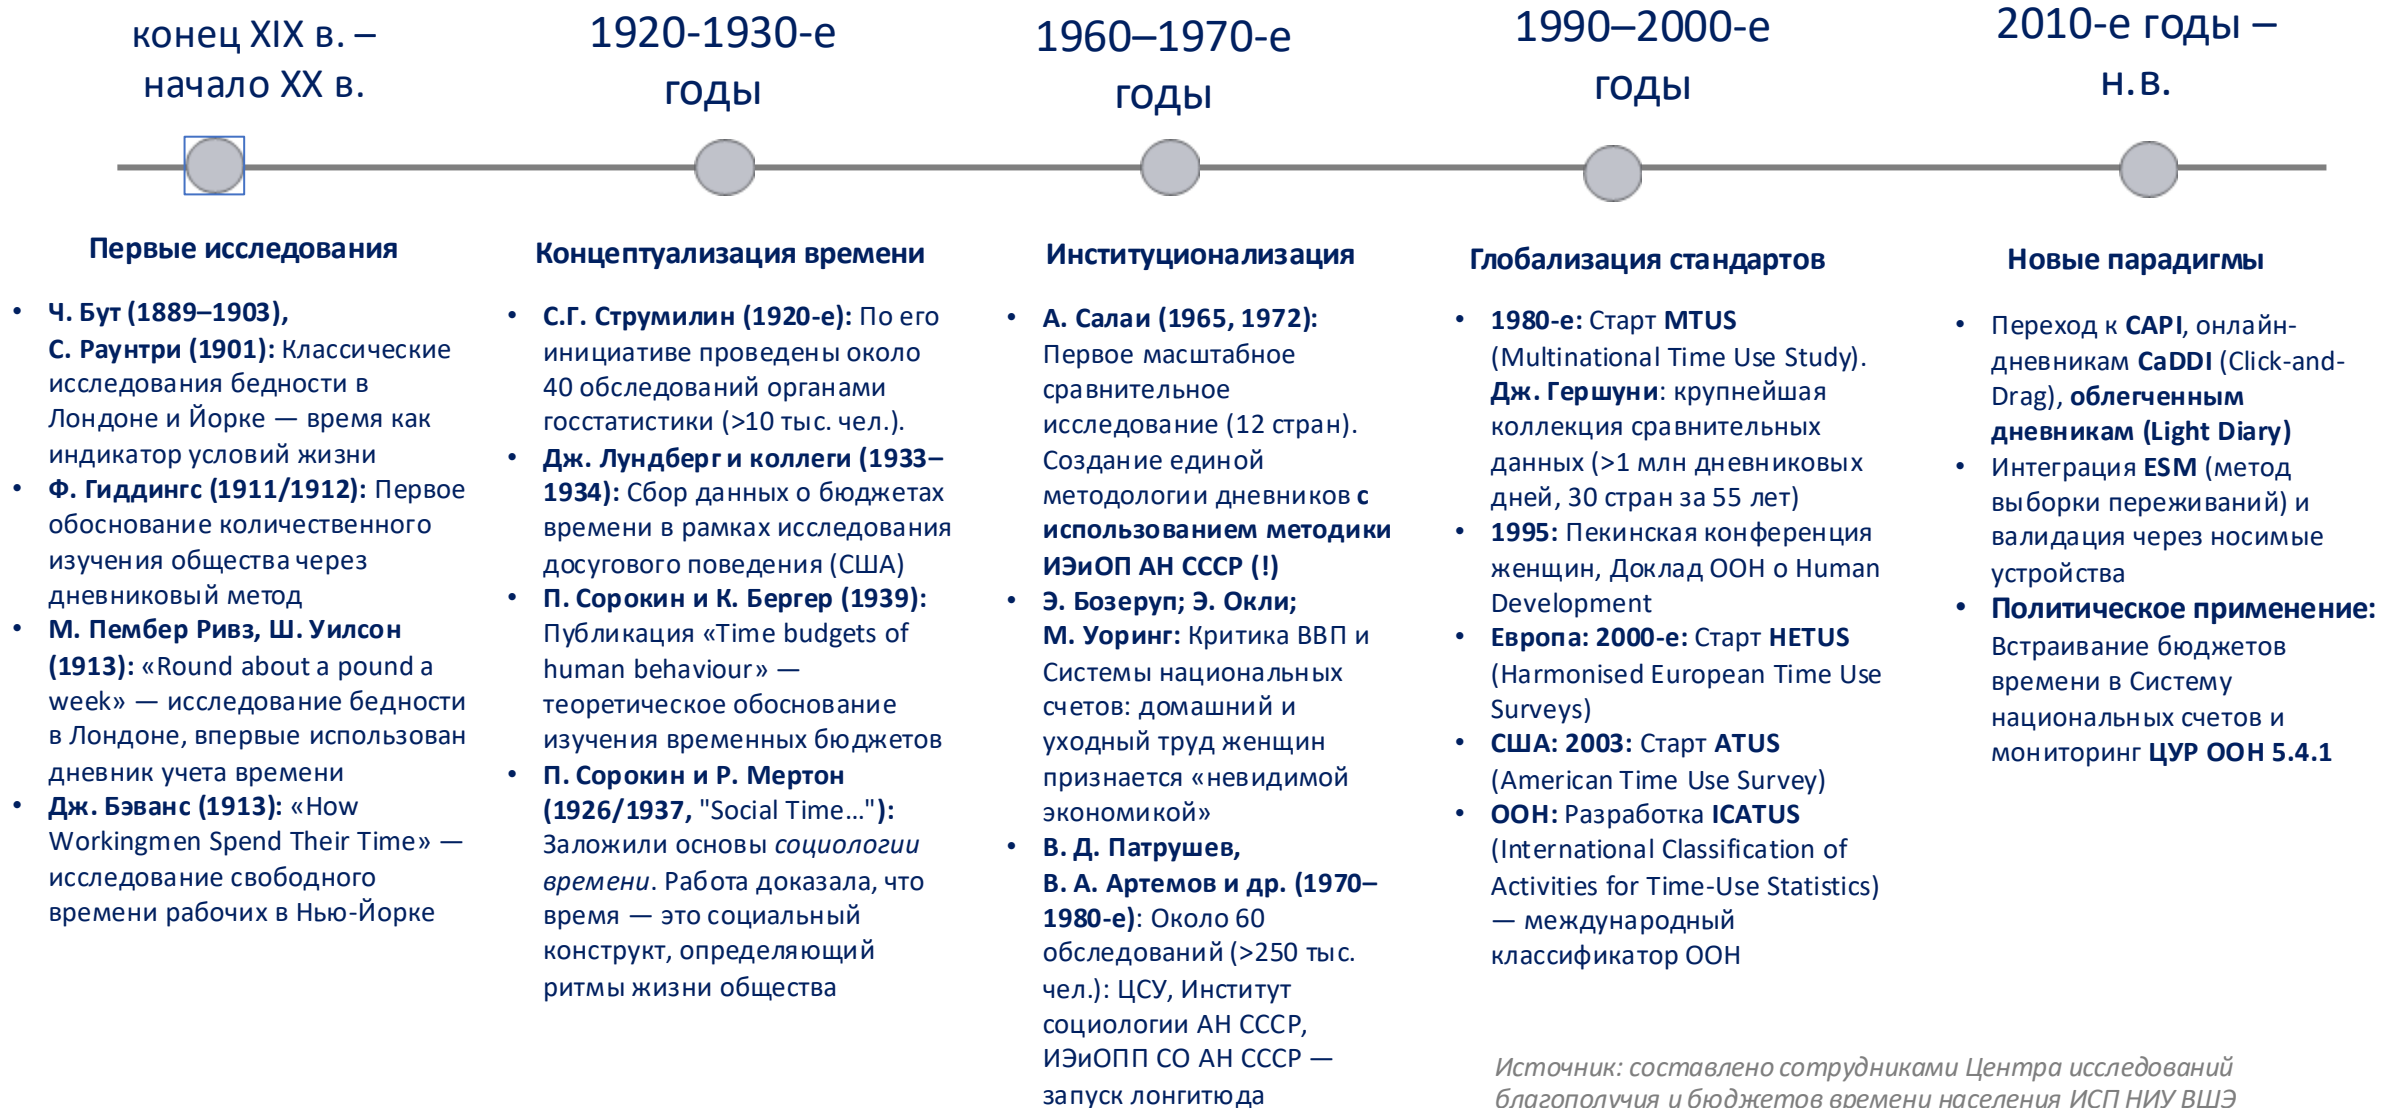 конец XIX в. –
начало XX в.
1920-1930-е
годы
1960–1970-е
годы
1990–2000-е
годы
2010-е годы –
н.в.
Первые исследования
• Ч. Бут (1889–1903),
С. Раунтри (1901): Классические
исследования бедности в
Лондоне и Йорке — время как
индикатор условий жизни
• Ф. Гиддингс (1911/1912): Первое
обоснование количественного
изучения общества через
дневниковый метод
• М. Пембер Ривз, Ш. Уилсон
(1913): «Round about a pound a
week» — исследование бедности
в Лондоне, впервые использован
дневник учета времени
• Дж. Бэванс (1913): «How
Workingmen Spend Their Time» —
исследование свободного
времени рабочих в Нью-Йорке
Концептуализация времени
• С.Г. Струмилин (1920-е): По его
инициативе проведены около
40 обследований органами
госстатистики (>10 тыс. чел.).
• Дж. Лундберг и коллеги (1933–
1934): Сбор данных о бюджетах
времени в рамках исследования
досугового поведения (США)
• П. Сорокин и К. Бергер (1939):
Публикация «Time budgets of
human behaviour» —
теоретическое обоснование
изучения временных бюджетов
• П. Сорокин и Р. Мертон
(1926/1937, "Social Time…"):
Заложили основы социологии
времени. Работа доказала, что
время — это социальный
конструкт, определяющий
ритмы жизни общества
Институционализация
• А. Салаи (1965, 1972):
Первое масштабное
сравнительное
исследование (12 стран).
Создание единой
методологии дневников с
использованием методики
ИЭиОП АН СССР (!)
• Э. Бозеруп; Э. Окли;
М. Уоринг: Критика ВВП и
Системы национальных
счетов: домашний и
уходный труд женщин
признается «невидимой
экономикой»
• В. Д. Патрушев,
В. А. Артемов и др. (1970–
1980-е): Около 60
обследований (>250 тыс.
чел.): ЦСУ, Институт
социологии АН СССР,
ИЭиОПП СО АН СССР —
запуск лонгитюда
Глобализация стандартов
• 1980-е: Старт MTUS
(Multinational Time Use Study).
Дж. Гершуни: крупнейшая
коллекция сравнительных
данных (>1 млн дневниковых
дней, 30 стран за 55 лет)
• 1995: Пекинская конференция
женщин, Доклад ООН о Human
Development
• Европа: 2000-е: Старт HETUS
(Harmonised European Time Use
Surveys)
• США: 2003: Старт ATUS
(American Time Use Survey)
• ООН: Разработка ICATUS
(International Classification of
Activities for Time-Use Statistics)
— международный
классификатор ООН
Новые парадигмы
• Переход к CAPI, онлайн-
дневникам CaDDI (Click-and-
Drag), облегченным
дневникам (Light Diary)
• Интеграция ESM (метод
выборки переживаний) и
валидация через носимые
устройства
• Политическое применение:
Встраивание бюджетов
времени в Систему
национальных счетов и
мониторинг ЦУР ООН 5.4.1
Источник: составлено сотрудниками Центра исследований
благополучия и бюджетов времени населения ИСП НИУ ВШЭ